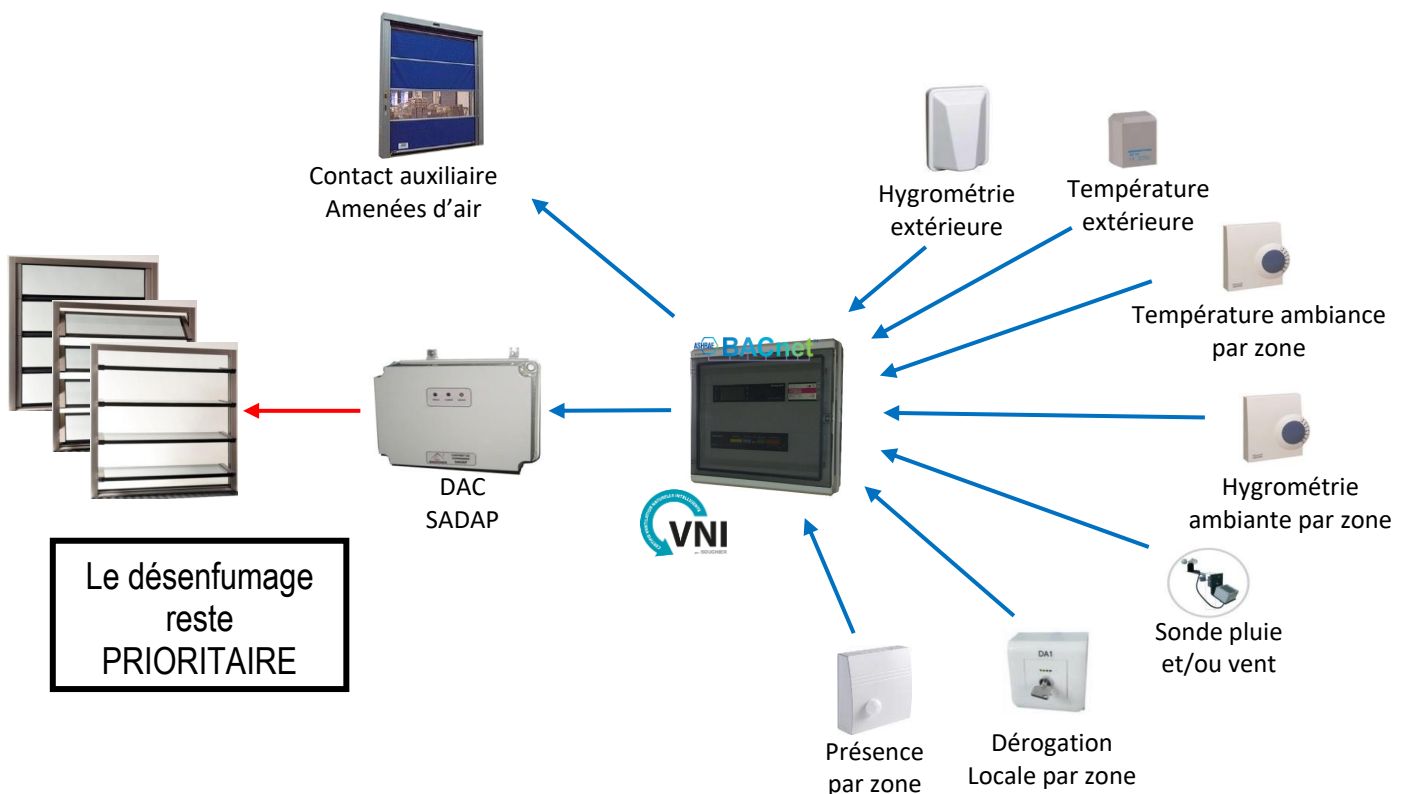 Contact auxiliaire
Amenées d’air
Hygrométrie
extérieure
Température
extérieure
Température ambiance
par zone
ASHRAE BACnet
Hygrométrie
ambiante par zone
DAC
SADAP
VNI
Le désenfumage
reste
PRIORITAIRE
Sonde pluie
et/ou vent
DA1
Dérogation
Locale par zone
Présence
par zone